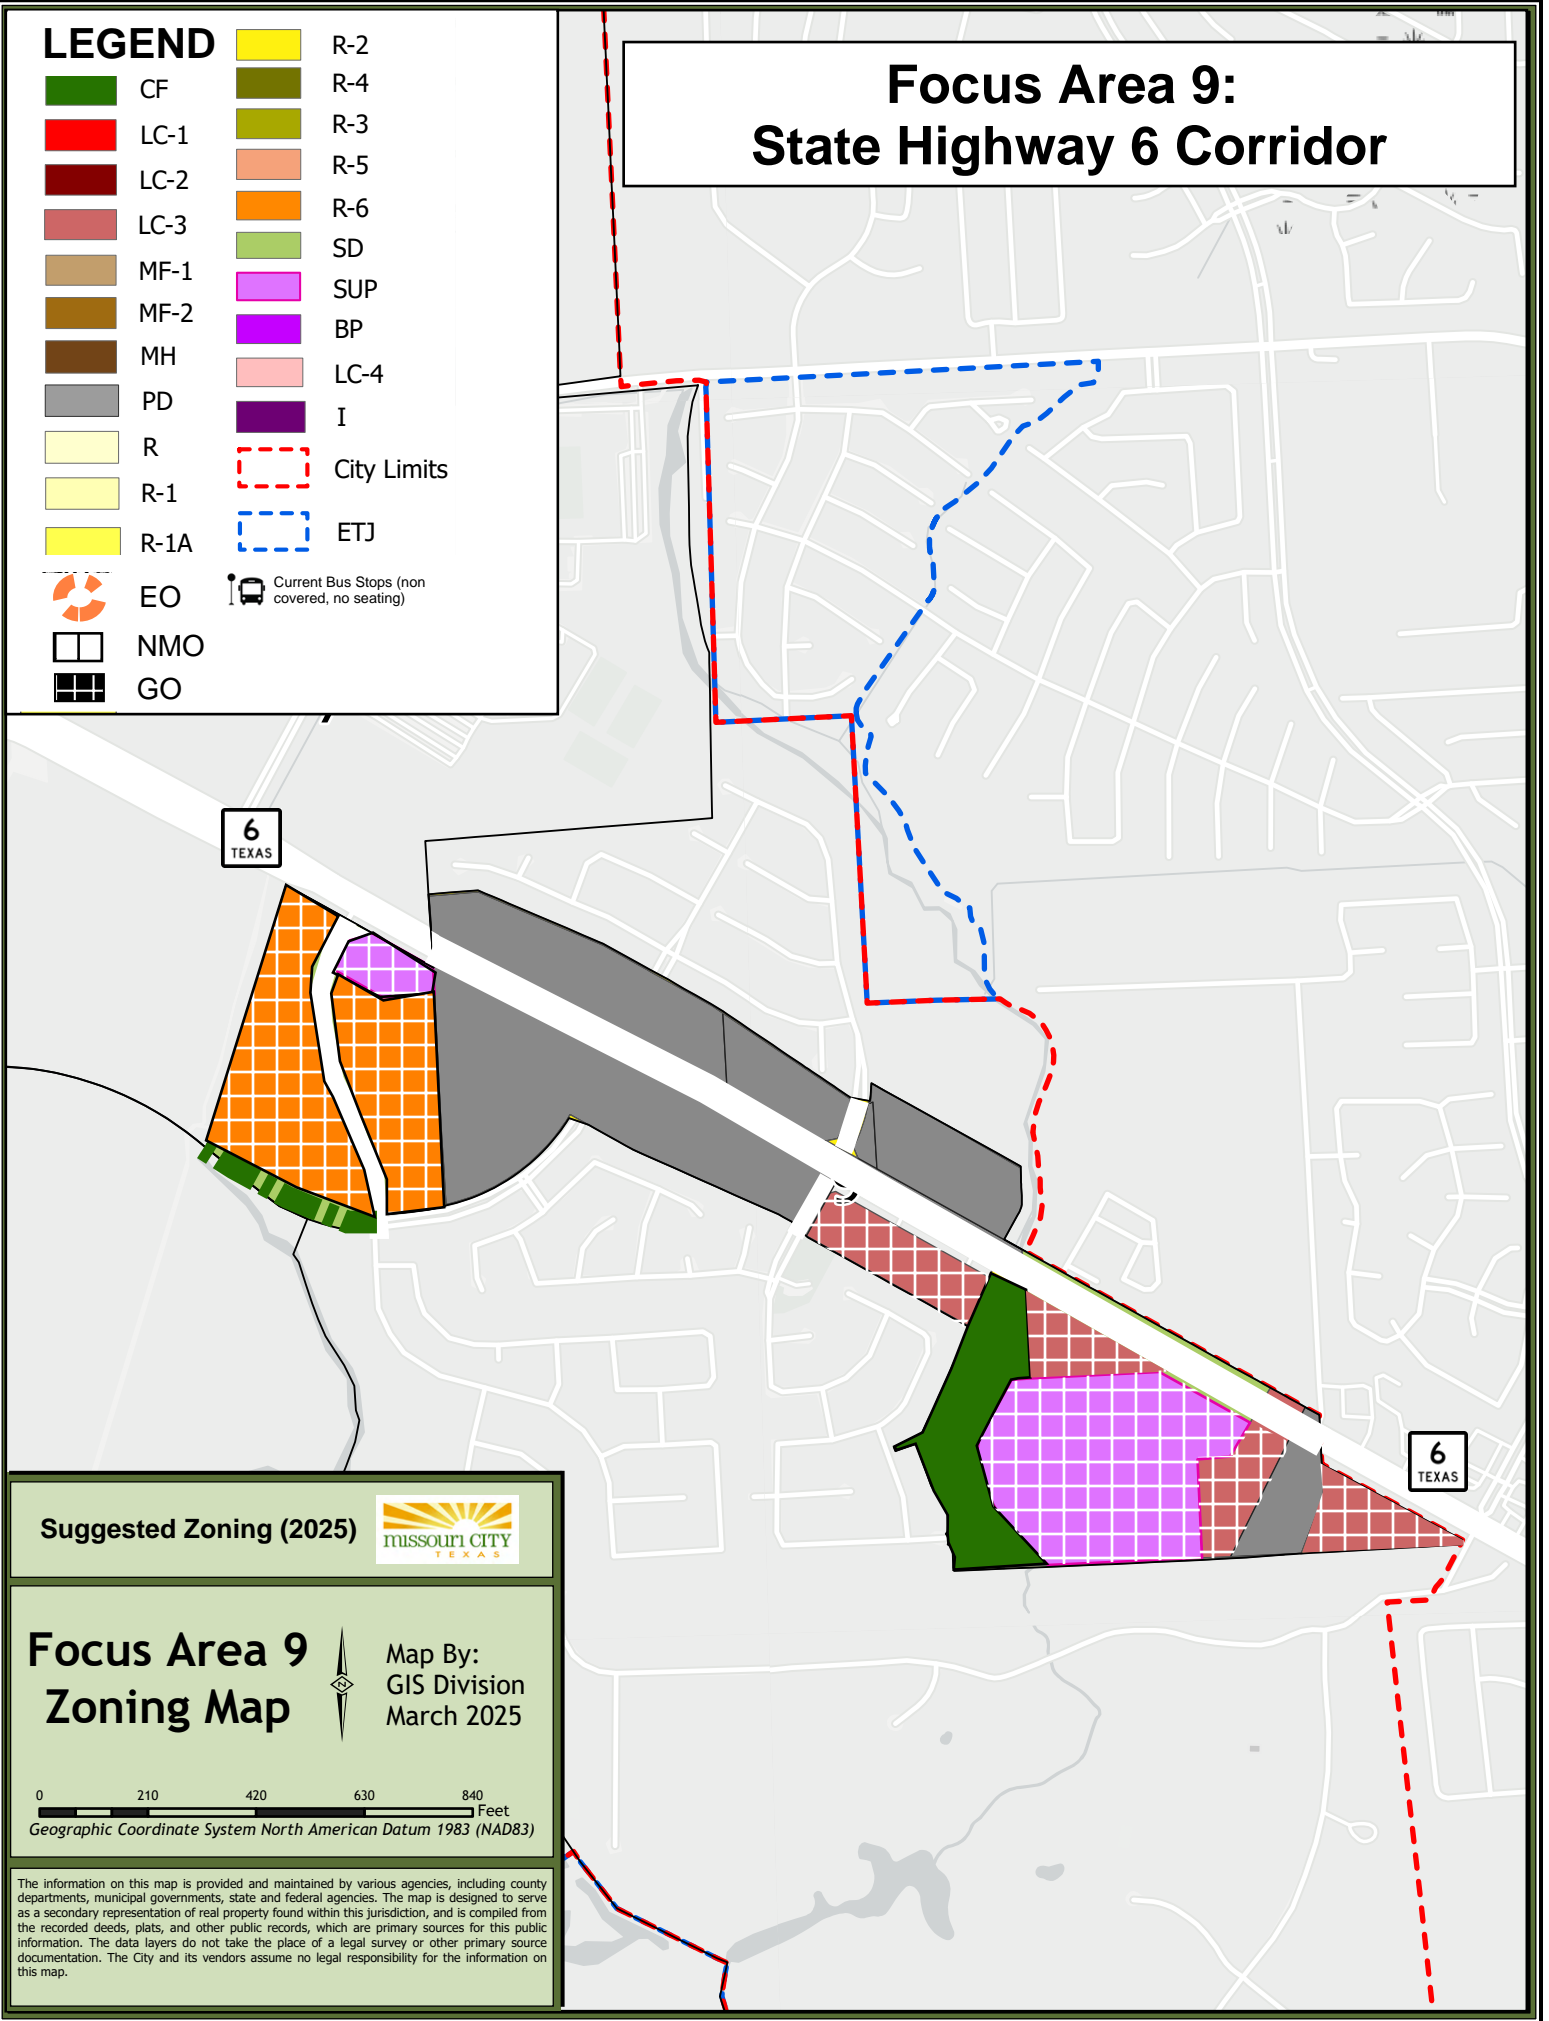 LEGEND
CF
LC-1
LC-2
LC-3
MF-1
MF-2
MH
PD
R
R-1
R-1A
EO
NMO
GO
R-2
R-4
R-3
R-5
R-6
SD
SUP
BP
LC-4
I
City Limits
ETJ
Current Bus Stops (non
covered, no seating)
Focus Area 9:
State Highway 6 Corridor
6
TEXAS
6
TEXAS
Suggested Zoning (2025)
missouri CITY
TEXAS
Focus Area 9
Zoning Map
N
Map By:
GIS Division
March 2025
0 210 420 630 840
Feet
Geographic Coordinate System North American Datum 1983 (NAD83)
The information on this map is provided and maintained by various agencies, including county
departments, municipal governments, state and federal agencies. The map is designed to serve
as a secondary representation of real property found within this jurisdiction, and is compiled from
the recorded deeds, plats, and other public records, which are primary sources for this public
information. The data layers do not take the place of a legal survey or other primary source
documentation. The City and its vendors assume no legal responsibility for the information on
this map.